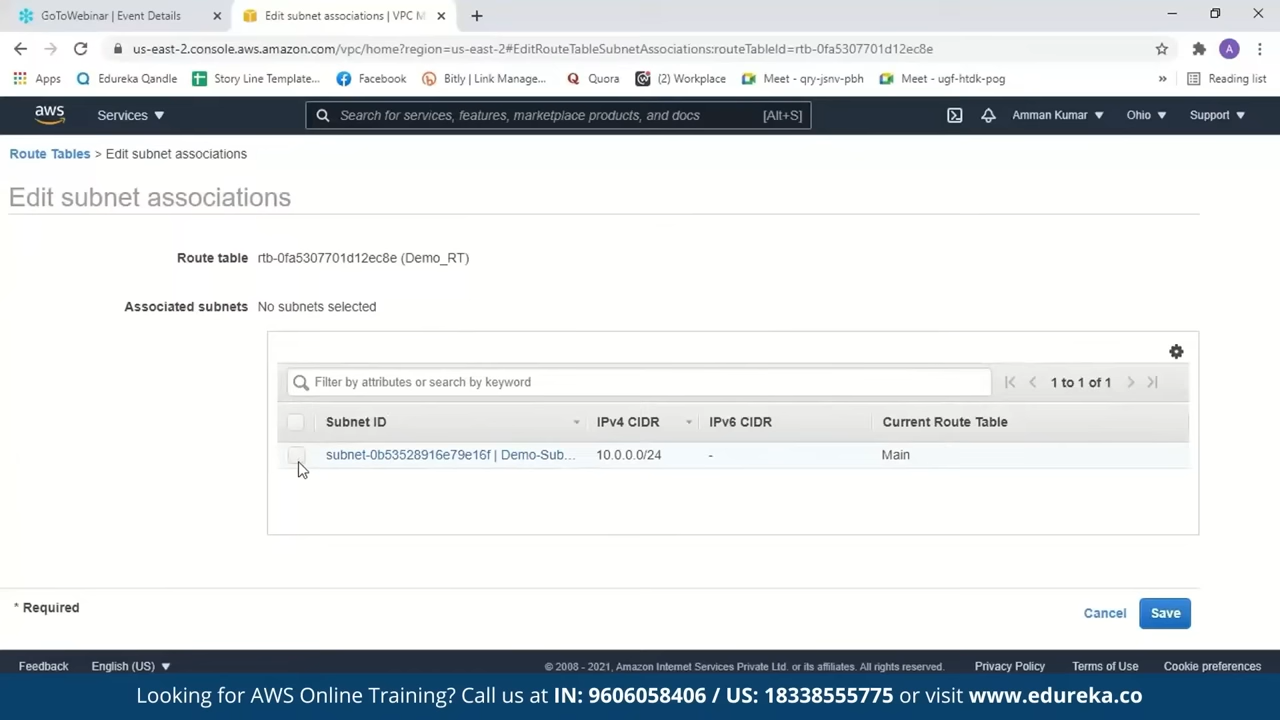 GoToWebinar | Event Details
Edit subnet associations | VPC M
us-east-2.console.aws.amazon.com/vpc/home?region=us-east-2#EditRouteTableSubnetAssociations:routeTableId=rtb-0fa5307701d12ec8e
A
Apps Edureka Qandle Story Line Template... Facebook Bitly | Link Manage... Quora (2) Workplace Meet - qry-jsnv-pbh Meet - ugf-htdk-pog » Reading list
aws Services Search for services, features, marketplace products, and docs [Alt+S] Amman Kumar Ohio Support
Route Tables > Edit subnet associations
Edit subnet associations
Route table rtb-0fa5307701d12ec8e (Demo_RT)
Associated subnets No subnets selected
Filter by attributes or search by keyword 1 to 1 of 1
Subnet ID IPv4 CIDR IPv6 CIDR Current Route Table
subnet-0b53528916e79e16f | Demo-Sub... 10.0.0.0/24 - Main
* Required
Cancel Save
Feedback English (US) © 2008 - 2021, Amazon Internet Services Private Ltd. or its affiliates. All rights reserved. Privacy Policy Terms of Use Cookie preferences
Looking for AWS Online Training? Call us at IN: 9606058406 / US: 18338555775 or visit www.edureka.co